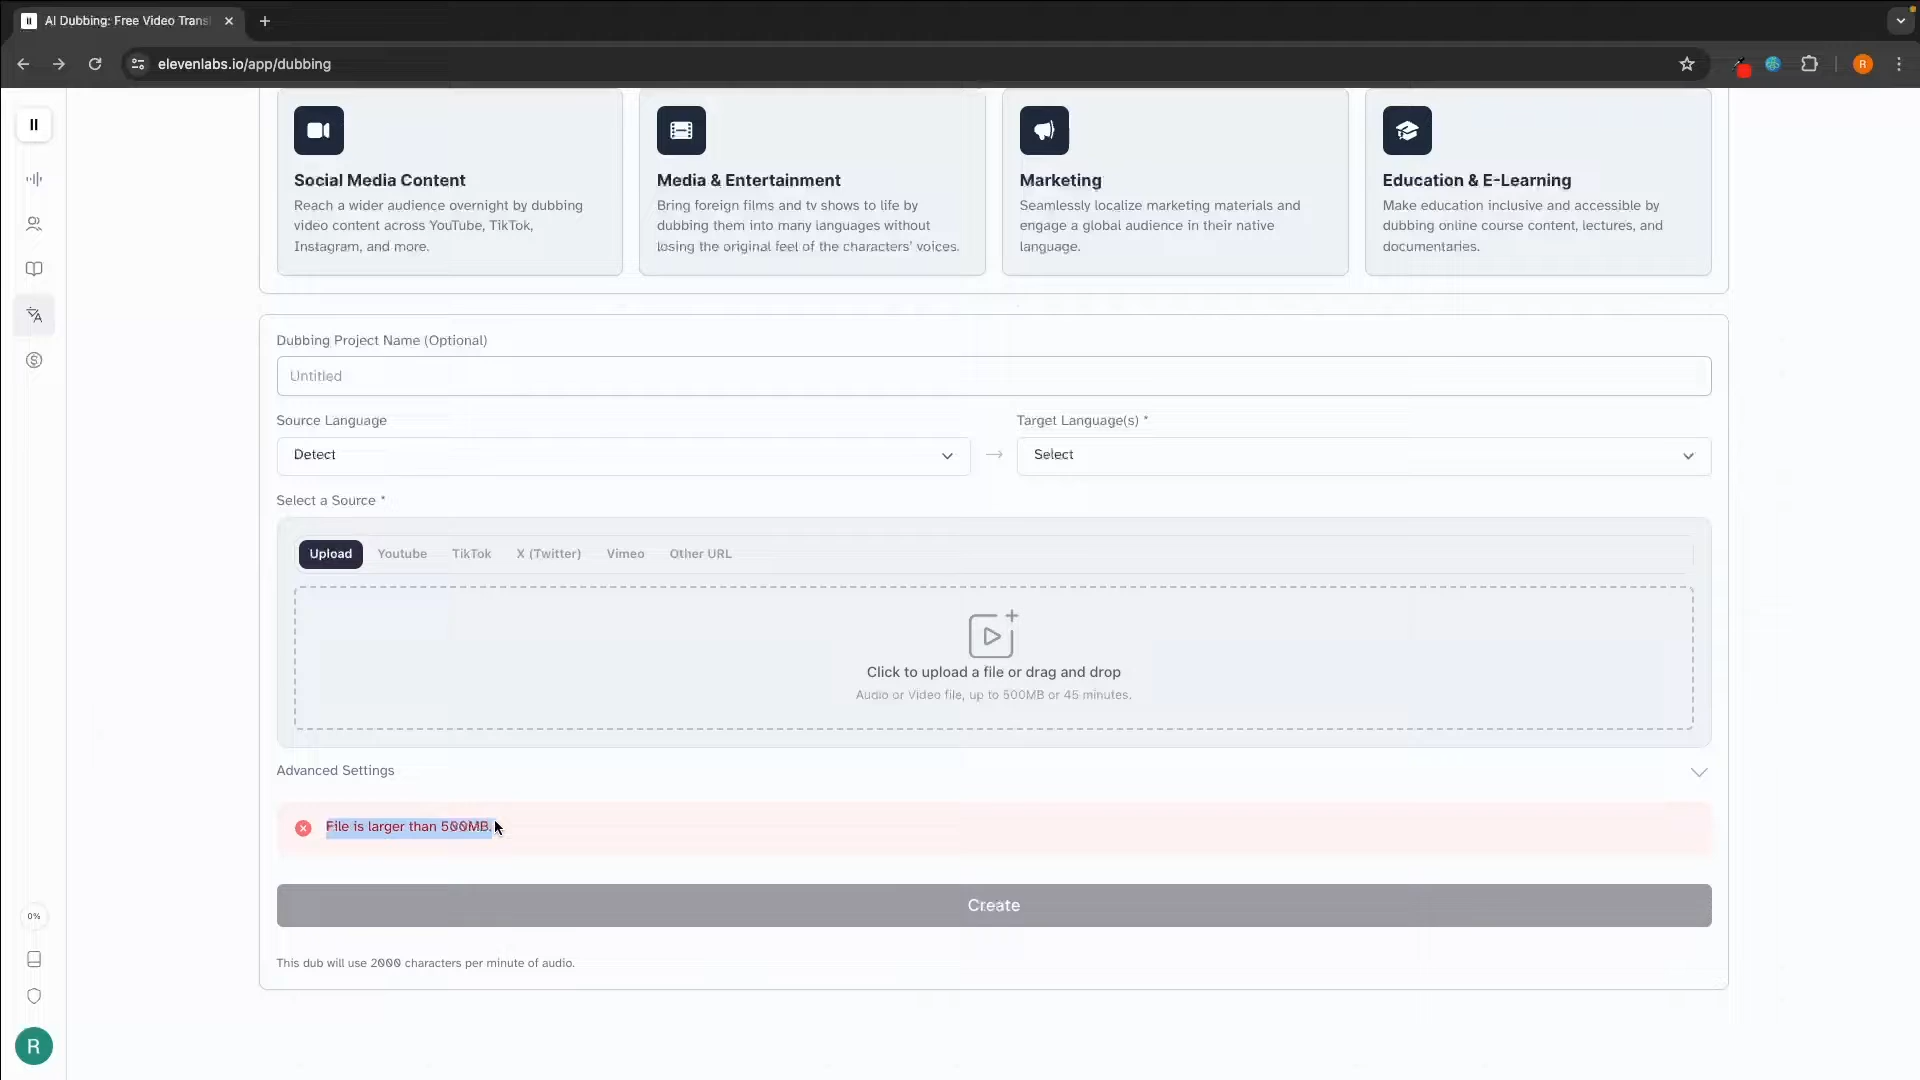 AI Dubbing: Free Video Trans
elevenlabs.io/app/dubbing
R
Social Media Content
Reach a wider audience overnight by dubbing
video content across YouTube, TikTok,
Instagram, and more.
Media & Entertainment
Bring foreign films and tv shows to life by
dubbing them into many languages without
losing the original feel of the characters' voices.
Marketing
Seamlessly localize marketing materials and
engage a global audience in their native
language.
Education & E-Learning
Make education inclusive and accessible by
dubbing online course content, lectures, and
documentaries.
Dubbing Project Name (Optional)
Untitled
Source Language
Target Language(s) *
Detect
Select
Select a Source *
Upload Youtube TikTok X (Twitter) Vimeo Other URL
Click to upload a file or drag and drop
Audio or Video file, up to 500MB or 45 minutes.
Advanced Settings
File is larger than 500MB.
Create
This dub will use 2000 characters per minute of audio.
0%
R